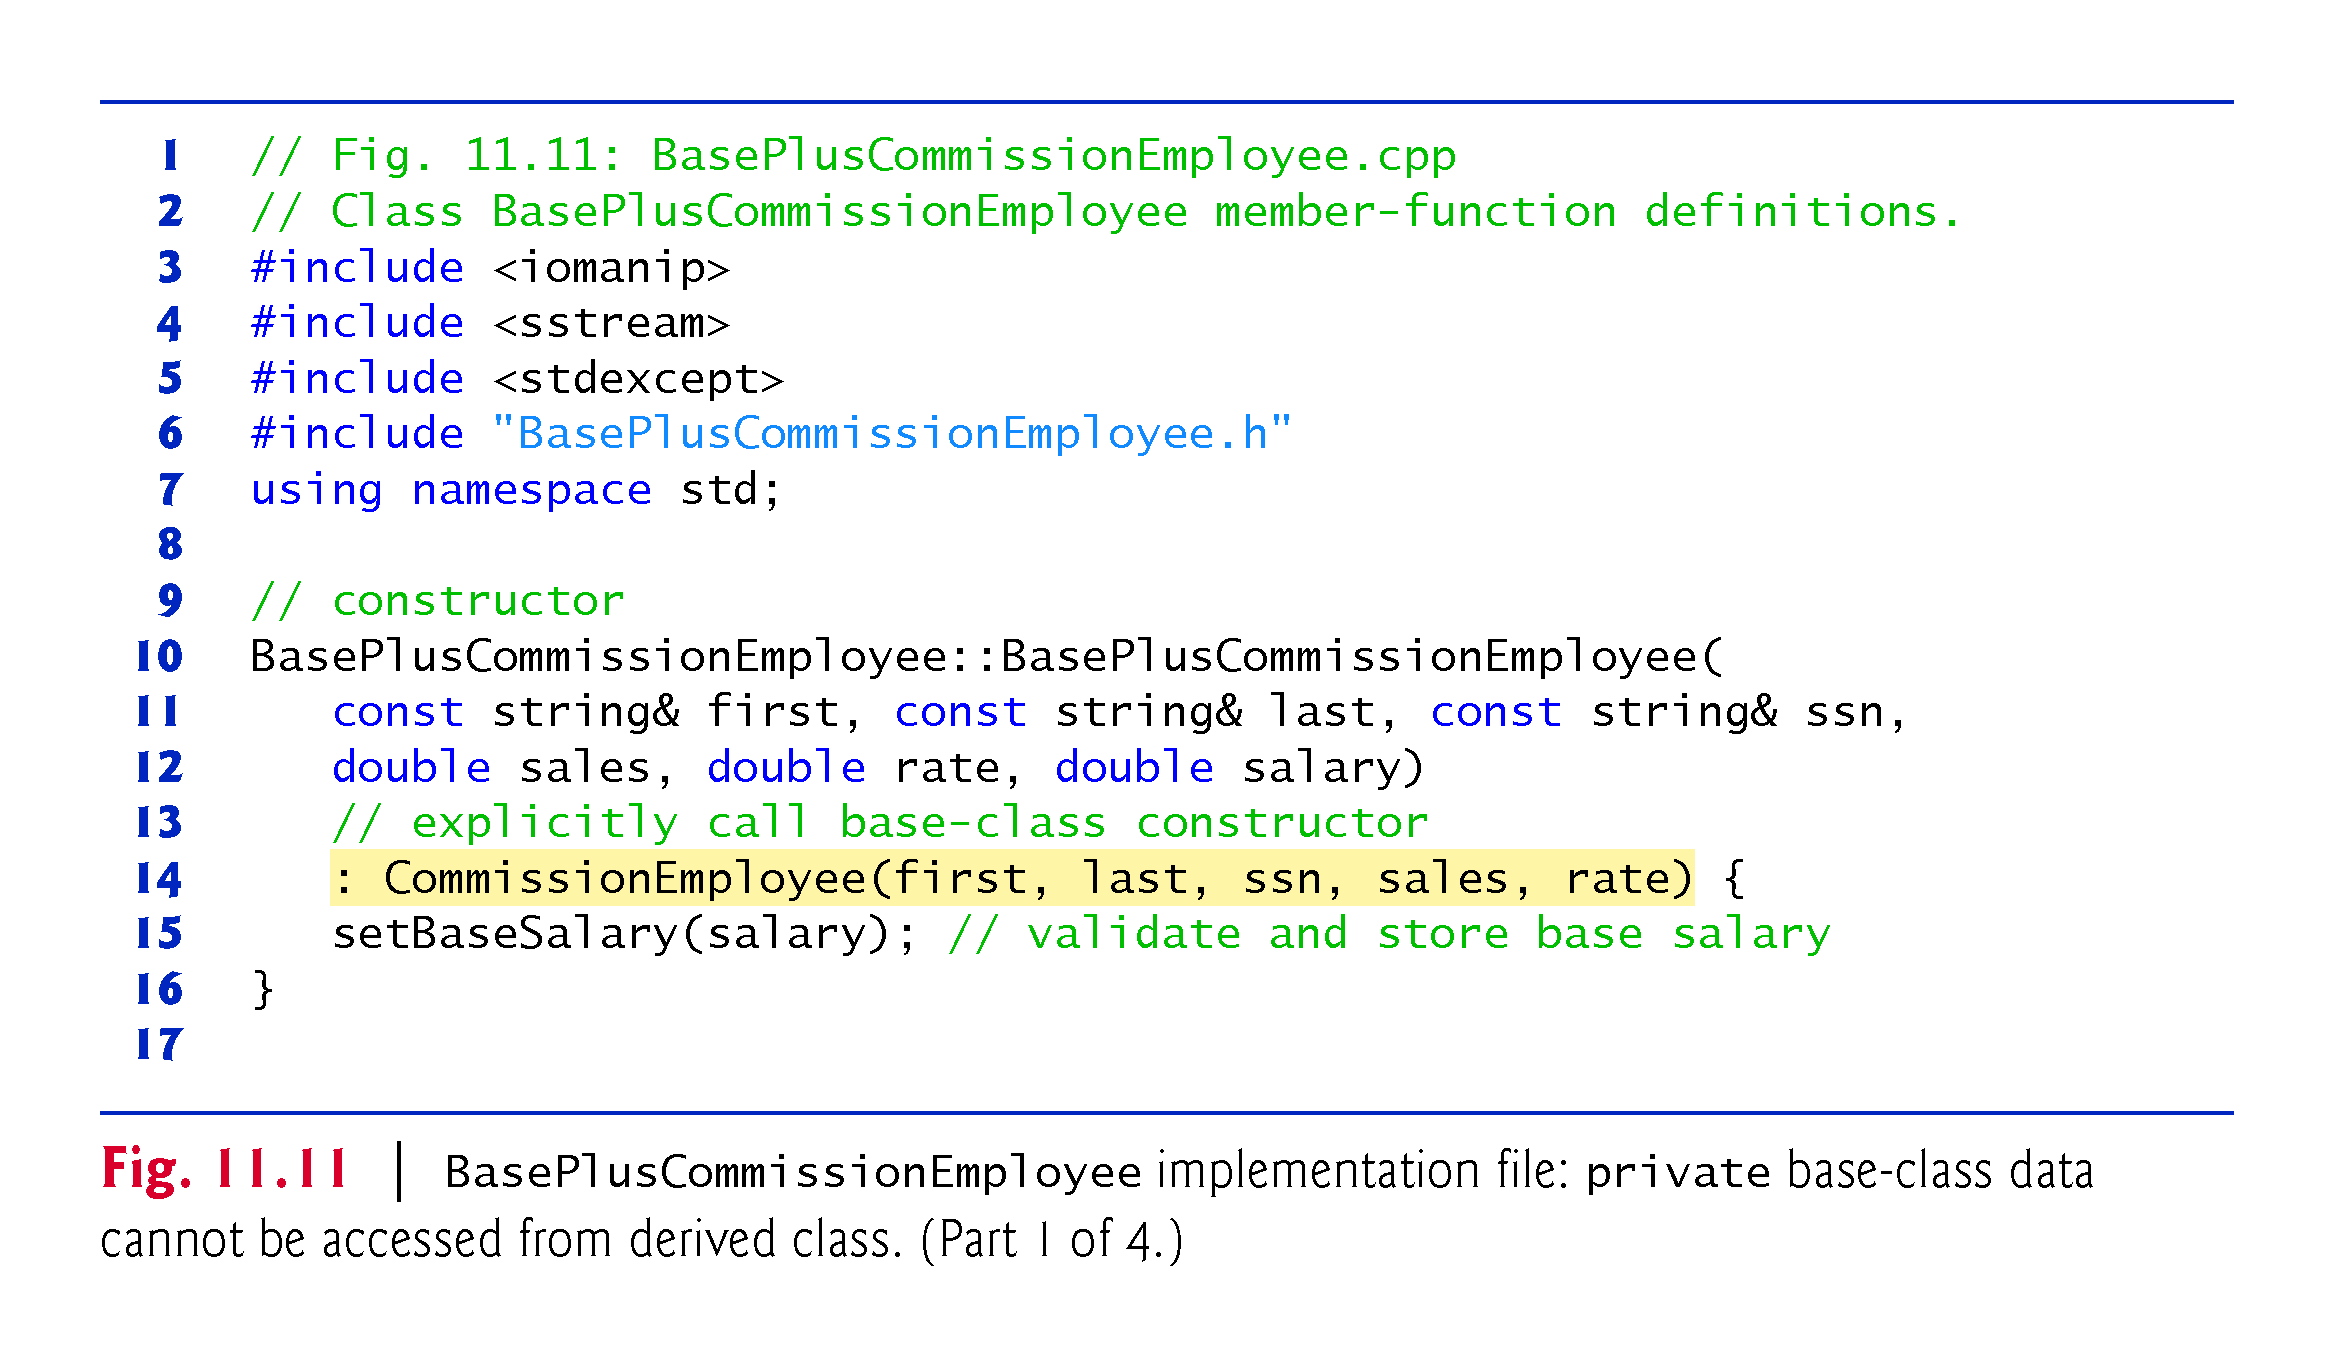 1 // Fig. 11.11: BasePlusCommissionEmployee.cpp
2 // Class BasePlusCommissionEmployee member-function definitions.
3 #include <iomanip>
4 #include <sstream>
5 #include <stdexcept>
6 #include "BasePlusCommissionEmployee.h"
7 using namespace std;
8
9 // constructor
10 BasePlusCommissionEmployee::BasePlusCommissionEmployee(
11    const string& first, const string& last, const string& ssn,
12    double sales, double rate, double salary)
13    // explicitly call base-class constructor
14    : CommissionEmployee(first, last, ssn, sales, rate) {
15    setBaseSalary(salary); // validate and store base salary
16 }
17
Fig. 11.11 | BasePlusCommissionEmployee implementation file: private base-class data
cannot be accessed from derived class. (Part 1 of 4.)